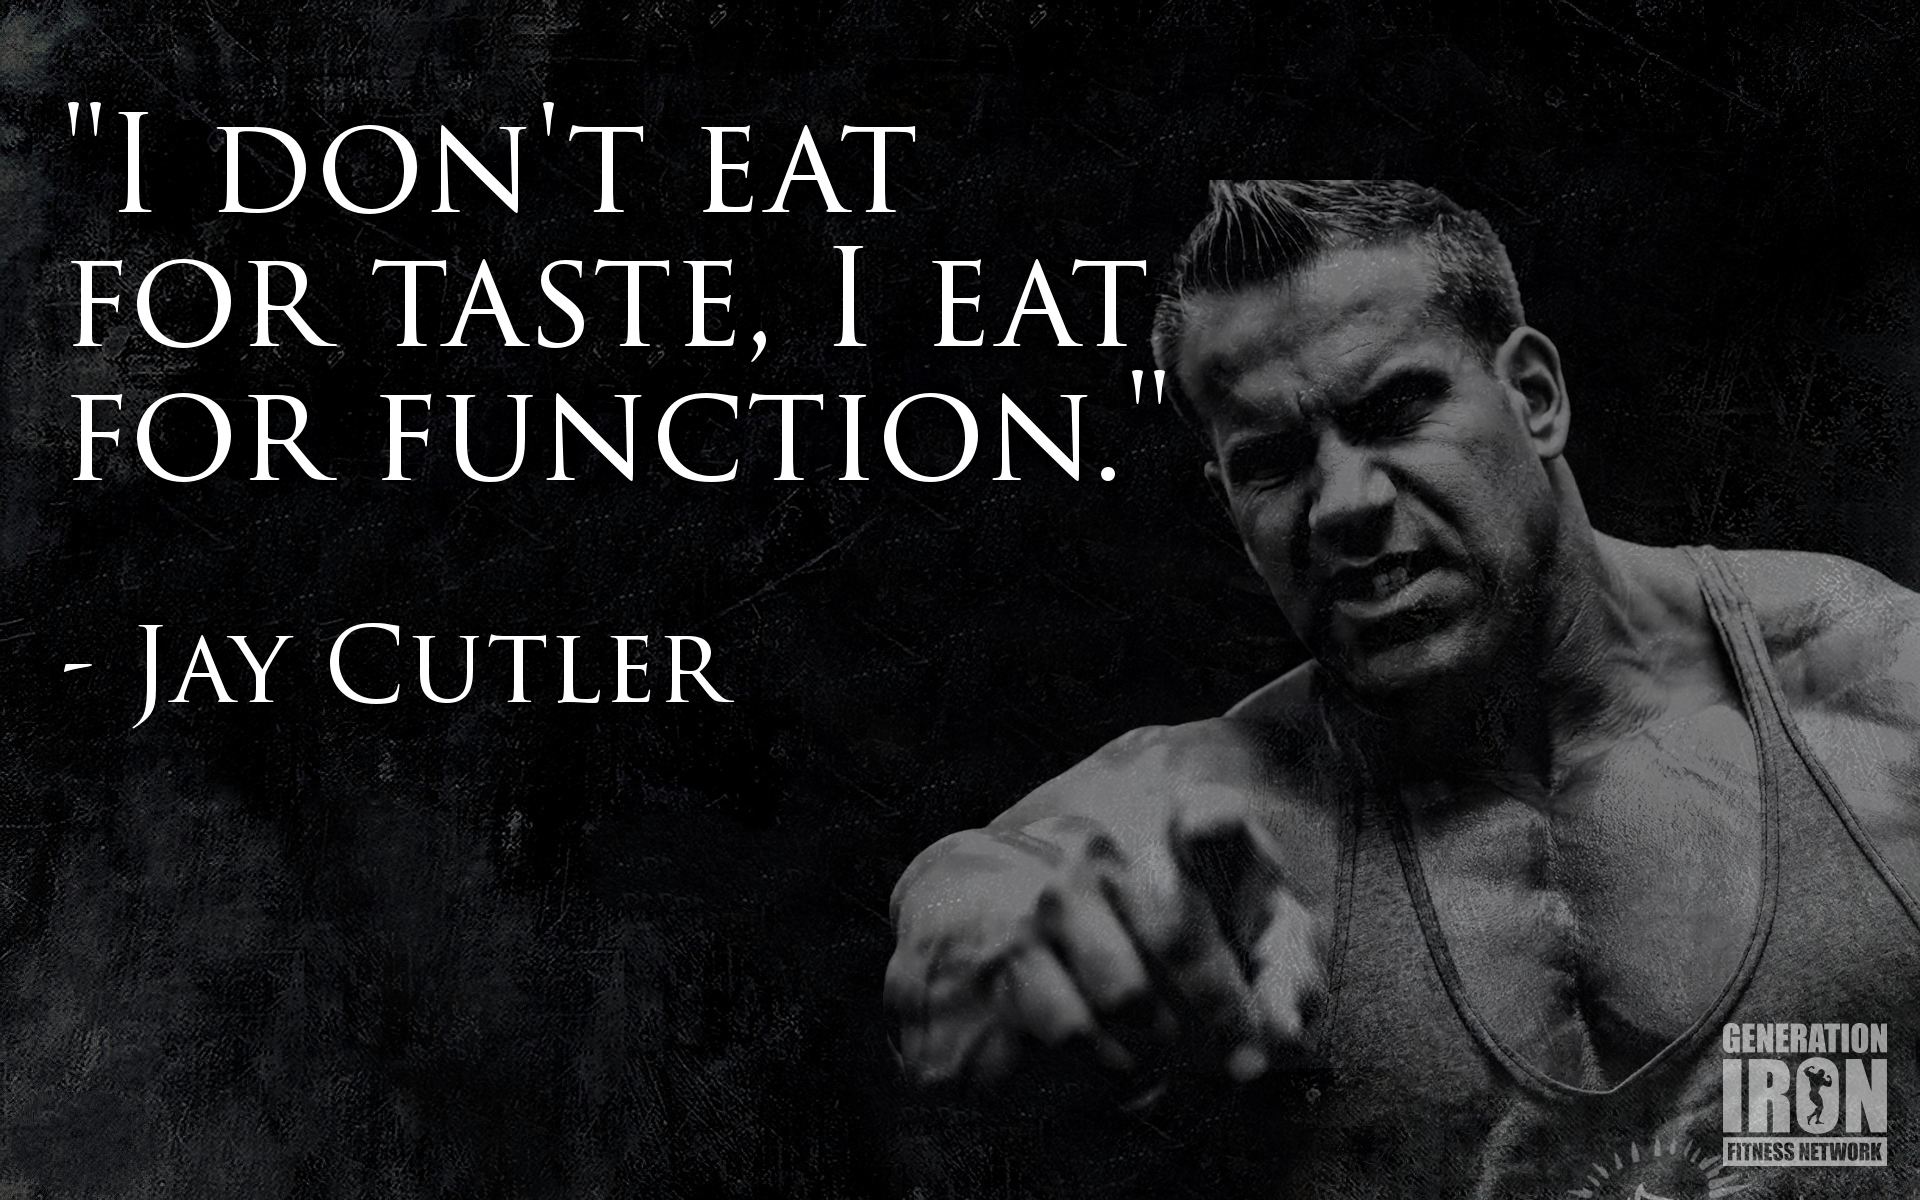 "I DON'T EAT
FOR TASTE, I EAT
FOR FUNCTION."
- JAY CUTLER
GENERATION
IRON
FITNESS NETWORK